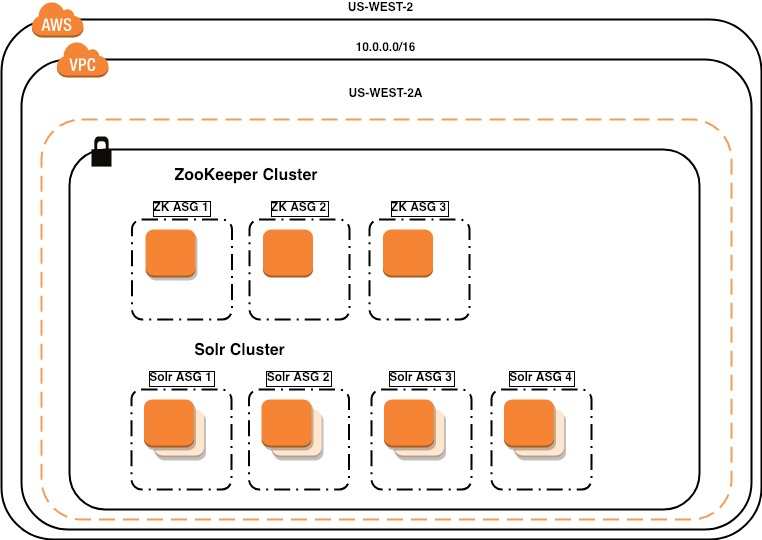 US-WEST-2
AWS
10.0.0.0/16
VPC
US-WEST-2A
ZooKeeper Cluster
ZK ASG 1
ZK ASG 2
ZK ASG 3
Solr Cluster
Solr ASG 1
Solr ASG 2
Solr ASG 3
Solr ASG 4